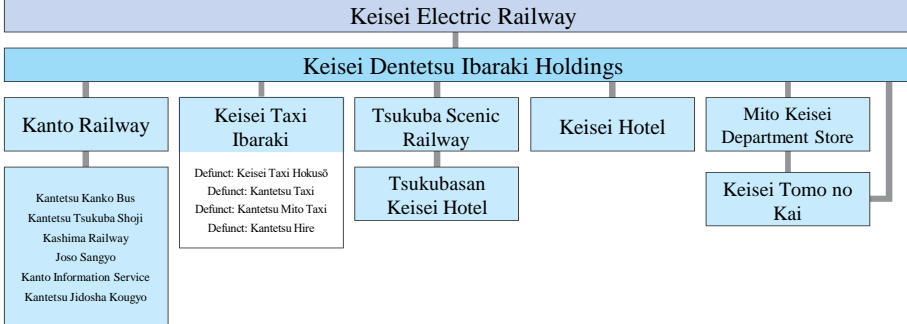 Keisei Electric Railway
Keisei Dentetsu Ibaraki Holdings
Kanto Railway
Kantetsu Kanko Bus
Kantetsu Tsukuba Shoji
Kashima Railway
Joso Sangyo
Kanto Information Service
Kantetsu Jidosha Kougyo
Keisei Taxi
Ibaraki
Defunct: Keisei Taxi Hokusō
Defunct: Kantetsu Taxi
Defunct: Kantetsu Mito Taxi
Defunct: Kantetsu Hire
Tsukuba Scenic
Railway
Tsukubasan
Keisei Hotel
Keisei Hotel
Mito Keisei
Department Store
Keisei Tomo no
Kai